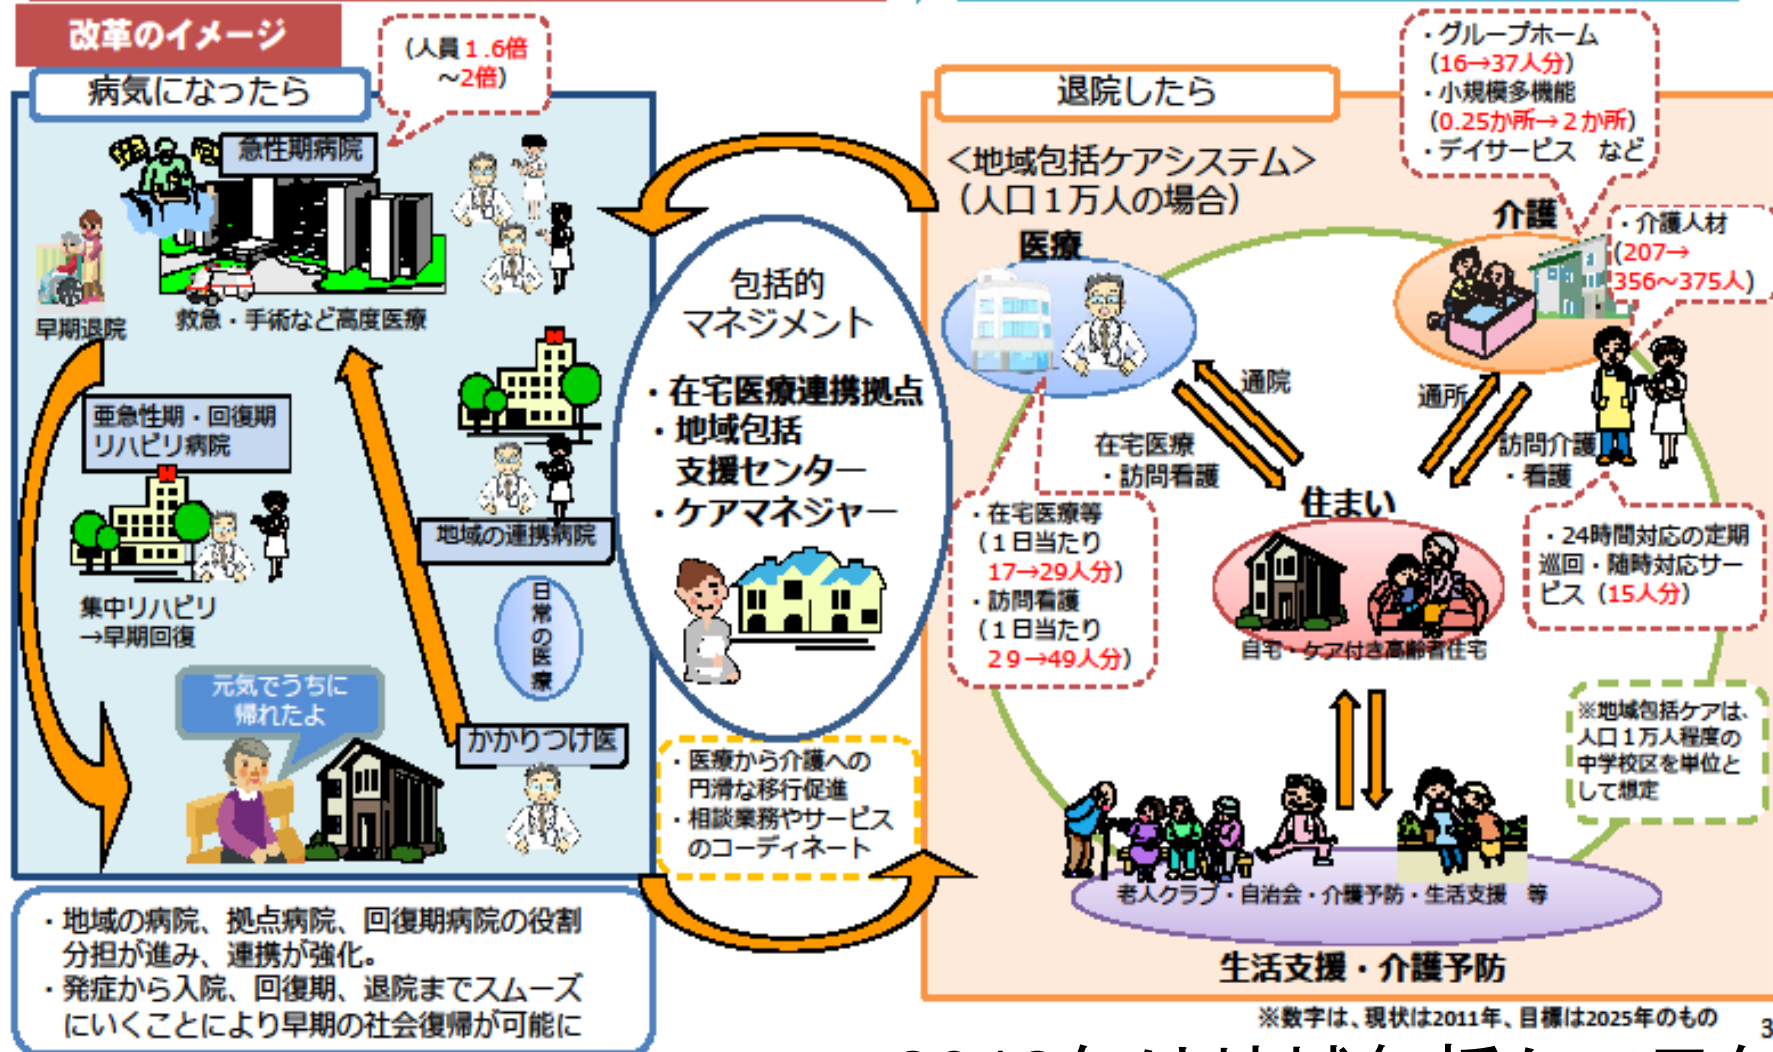 改革のイメージ
病気になったら
(人員1.6倍
~2倍)
急性期病院
早期退院
救急・手術など高度医療
亜急性期・回復期
リハビリ病院
集中リハビリ
→早期回復
地域の連携病院
日常の医療
元気でうちに
帰れたよ
かかりつけ医
・地域の病院、拠点病院、回復期病院の役割
分担が進み、連携が強化。
・発症から入院、回復期、退院までスムーズ
にいくことにより早期の社会復帰が可能に
包括的
マネジメント
・在宅医療連携拠点
・地域包括
支援センター
・ケアマネジャー
・医療から介護への
円滑な移行促進
・相談業務やサービス
のコーディネート
退院したら
<地域包括ケアシステム>
(人口1万人の場合)
・グループホーム
(16→37人分)
・小規模多機能
(0.25か所→2か所)
・デイサービス など
医療
介護
・介護人材
(207→
356~375人)
通院
通所
在宅医療
・訪問看護
訪問介護
・看護
住まい
・在宅医療等
(1日当たり
17→29人分)
・訪問看護
(1日当たり
29→49人分)
・24時間対応の定期
巡回・随時対応サー
ビス(15人分)
自宅・ケア付き高齢者住宅
※地域包括ケアは、
人口1万人程度の
中学校区を単位と
して想定
老人クラブ・自治会・介護予防・生活支援 等
生活支援・介護予防
※数字は、現状は2011年、目標は2025年のもの
3